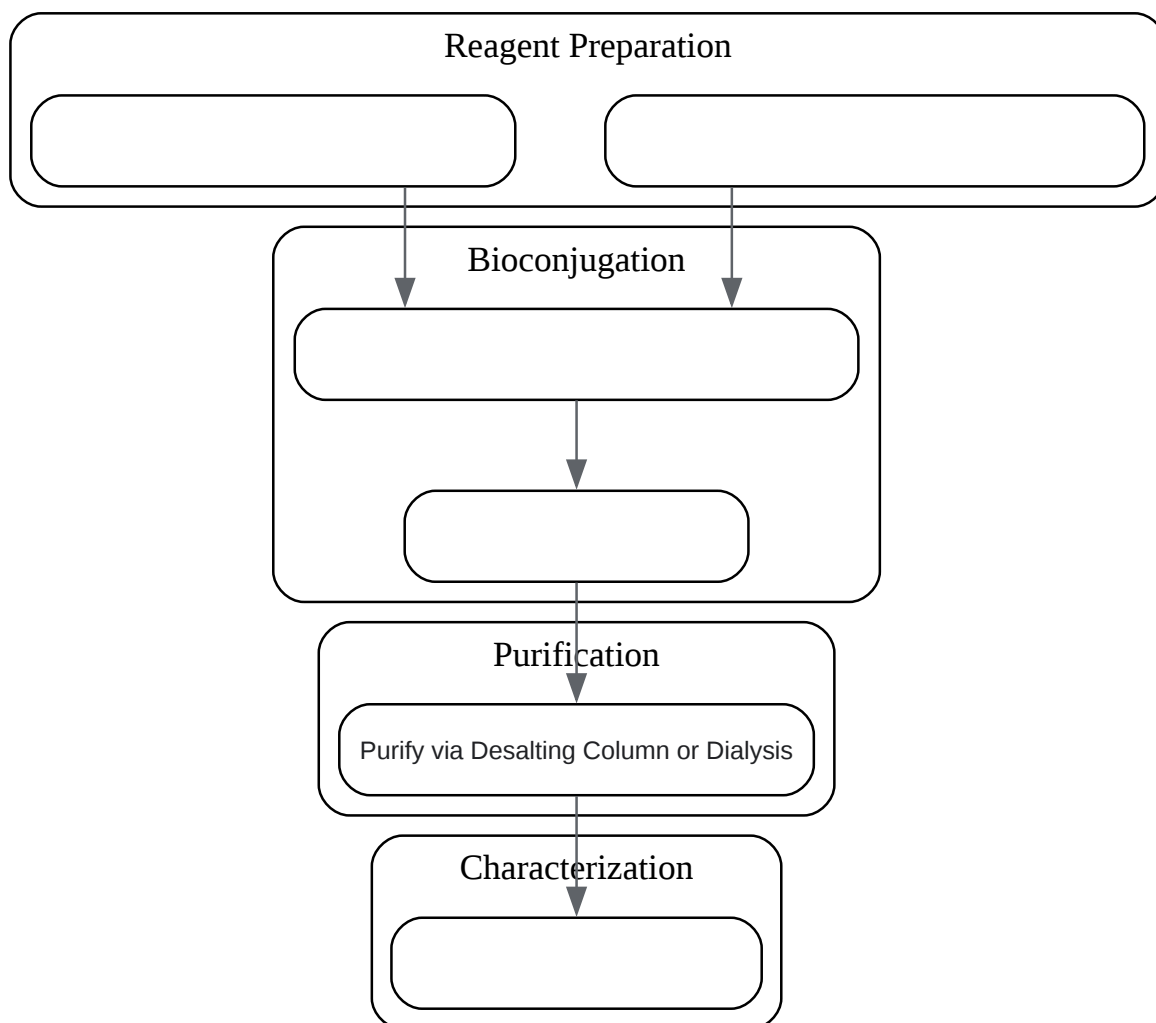 Reagent Preparation
Bioconjugation
Purification
Purify via Desalting Column or Dialysis
Characterization